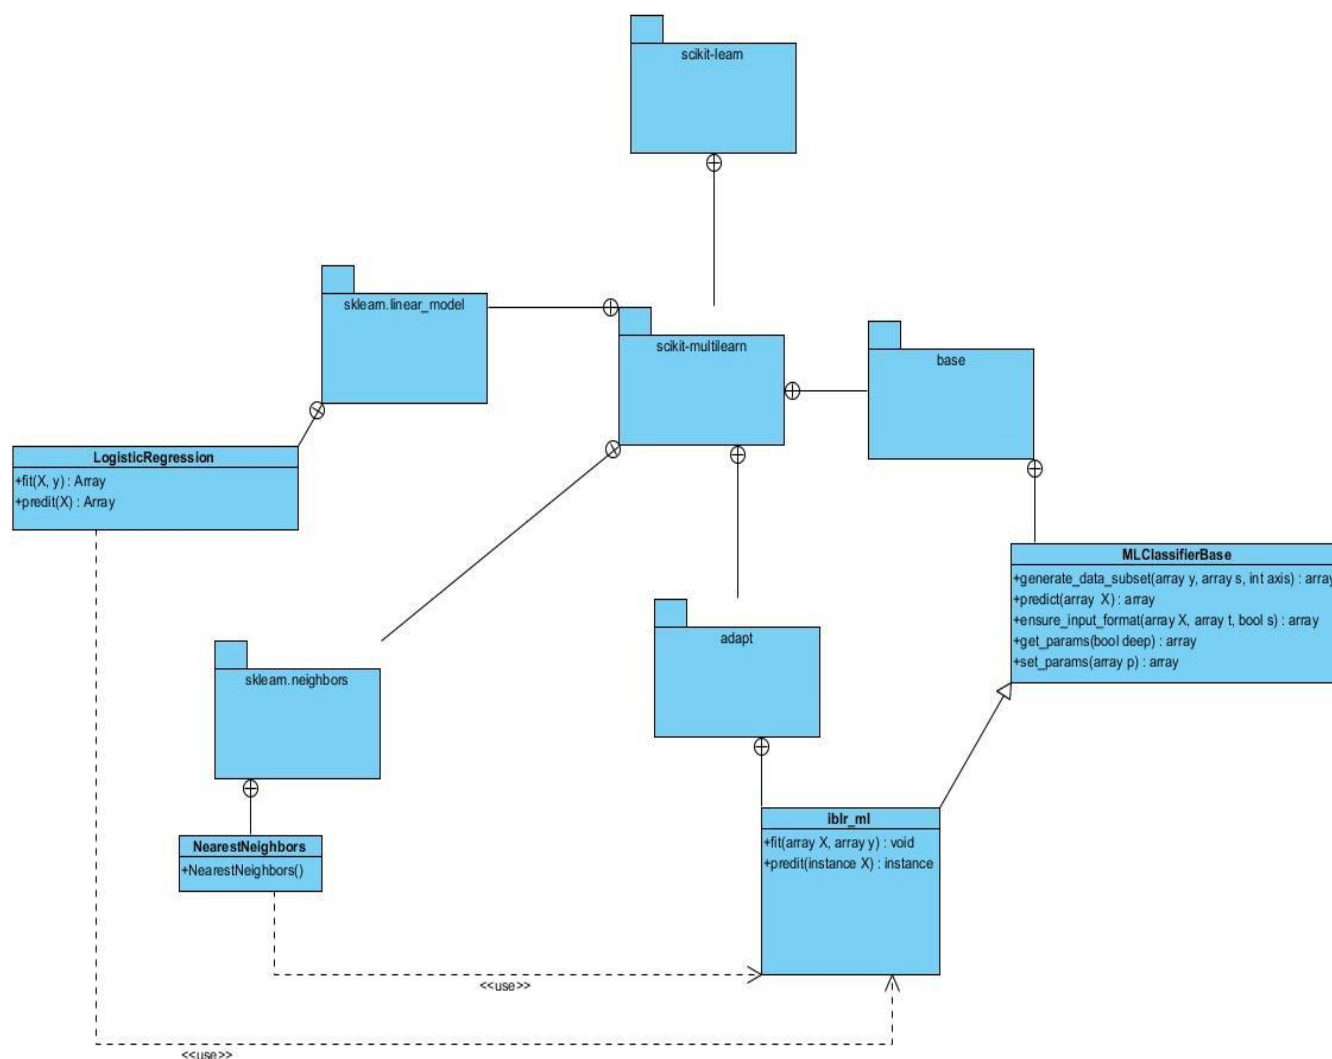 scikit-learn
sklearn.linear_model
scikit-multilearn
base
LogisticRegression
+fit(X, y) : Array
+predit(X) : Array
MLClassifierBase
+generate_data_subset(array y, array s, int axis) : array
+predict(array X) : array
+ensure_input_format(array X, array t, bool s) : array
+get_params(bool deep) : array
+set_params(array p) : array
adapt
sklearn.neighbors
iblr_ml
+fit(array X, array y) : void
+predit(instance X) : instance
NearestNeighbors
+NearestNeighbors()
<<use>>
<<use>>